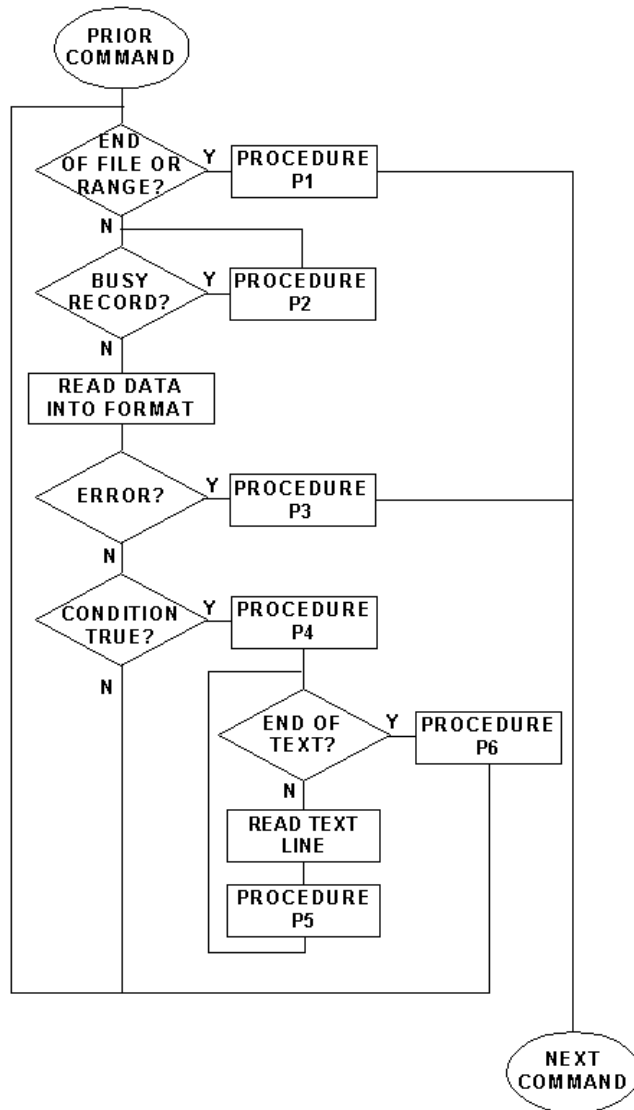 PRIOR
COMMAND
END
OF FILE OR
RANGE?
Y
PROCEDURE
P1
N
BUSY
RECORD?
Y
PROCEDURE
P2
N
READ DATA
INTO FORMAT
ERROR?
Y
PROCEDURE
P3
N
CONDITION
TRUE?
Y
PROCEDURE
P4
N
END OF
TEXT?
Y
PROCEDURE
P6
N
READ TEXT
LINE
PROCEDURE
P5
NEXT
COMMAND